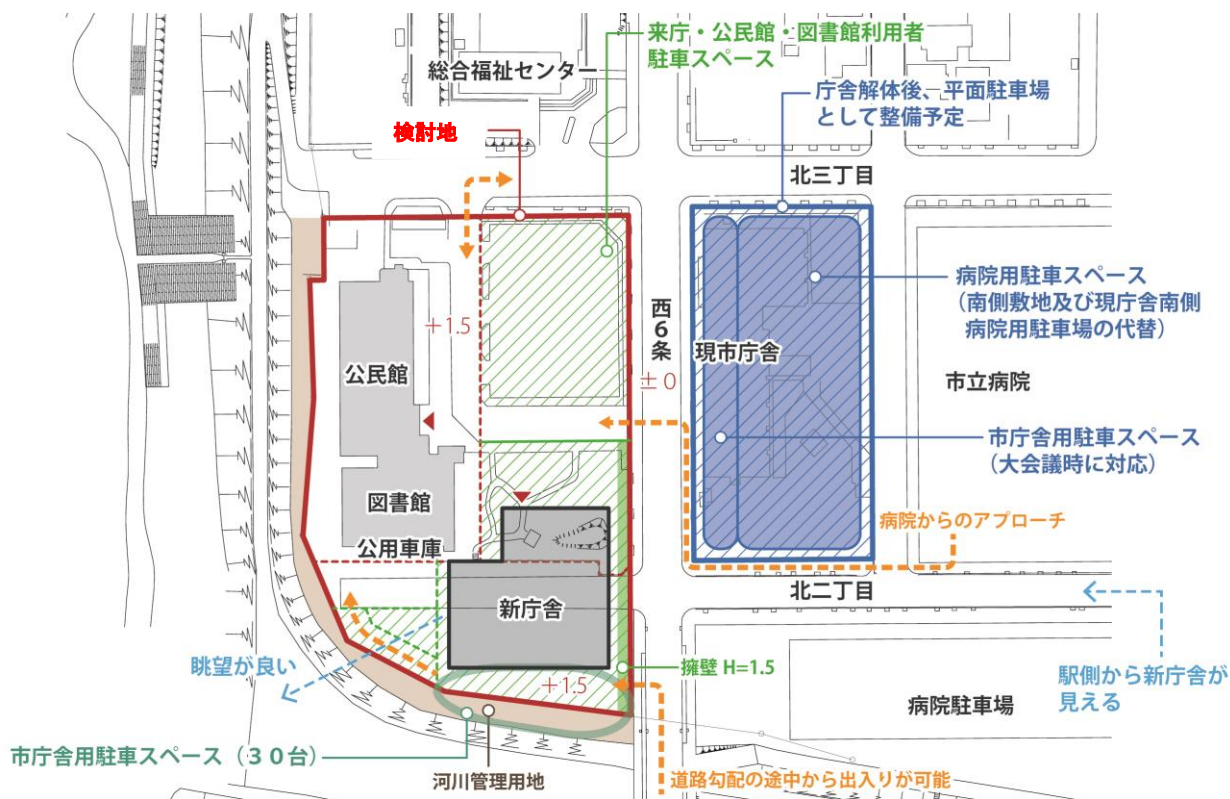 来庁・公民館・図書館利用者
駐車スペース
総合福祉センター
庁舎解体後、平面駐車場
として整備予定
検討地
北三丁目
病院用駐車スペース
（南側敷地及び現庁舎南側
病院用駐車場の代替）
西6条
+1.5
現市庁舎
±0
公民館
市立病院
市庁舎用駐車スペース
（大会議時に対応）
図書館
病院からのアプローチ
公用車庫
新庁舎
北二丁目
眺望が良い
擁壁 H=1.5
駅側から新庁舎が
見える
+1.5
病院駐車場
市庁舎用駐車スペース（３０台）
河川管理用地
道路勾配の途中から出入りが可能